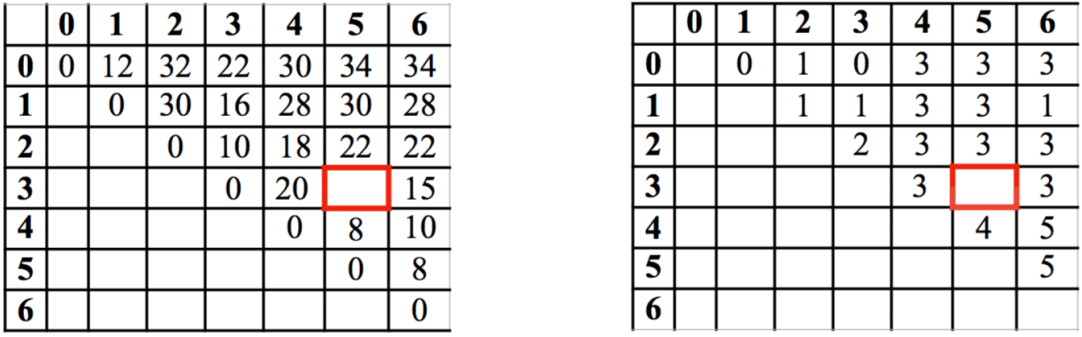 0 1 2 3 4 5 6
0 0 12 32 22 30 34 34
1 0 30 16 28 30 28
2 0 10 18 22 22
3 0 20 15
4 0 8 10
5 0 8
6 0
0 1 2 3 4 5 6
0 0 1 0 3 3 3
1 1 1 3 3 1
2 2 3 3 3
3 3 3
4 4 5
5 5
6